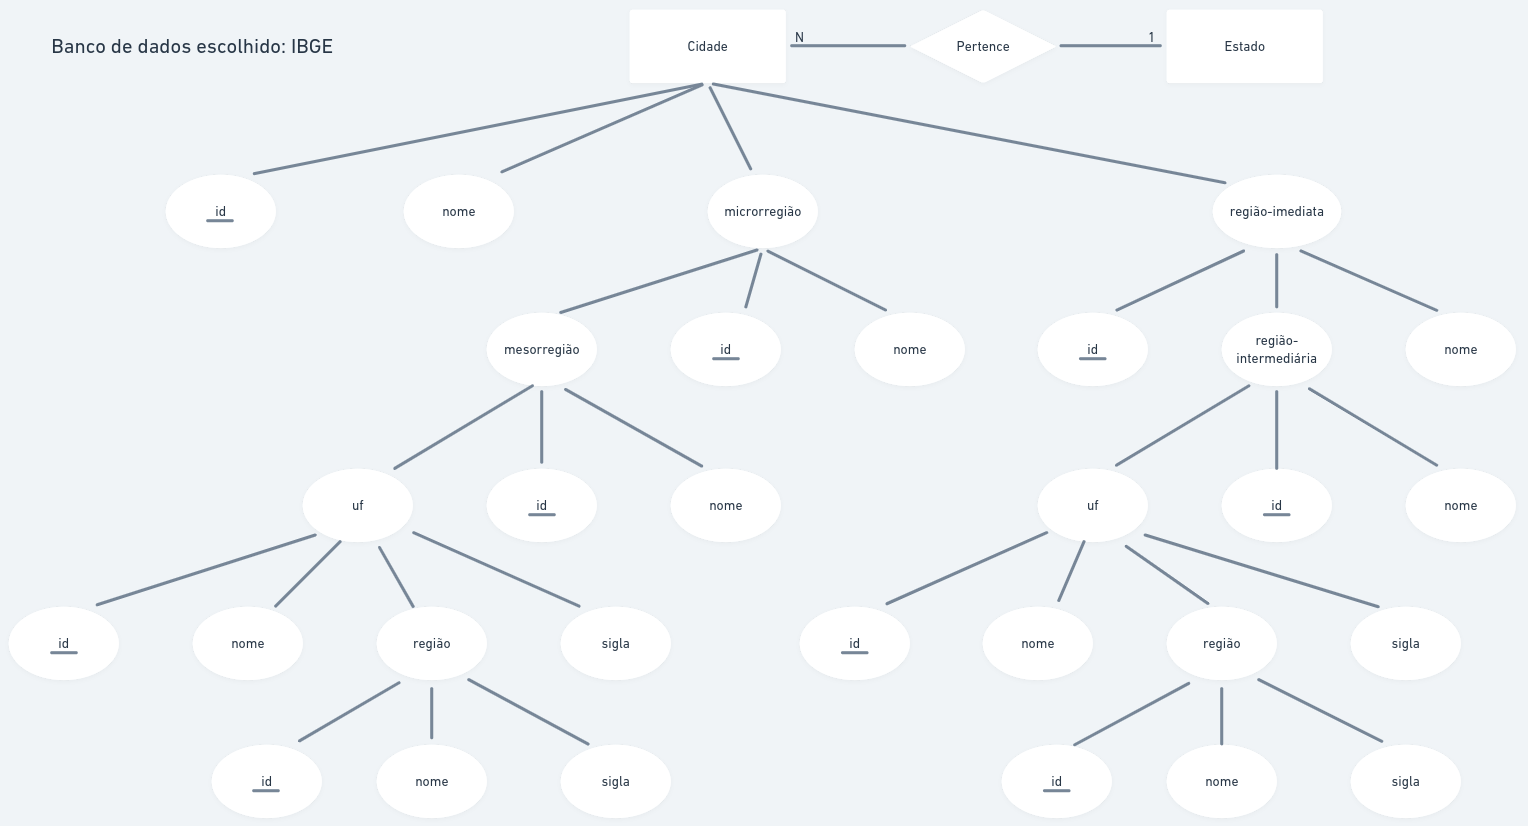 Banco de dados escolhido: IBGE
Cidade
N
Pertence
1
Estado
id
nome
microrregião
região-imediata
mesorregião
id
nome
id
região-
intermediária
nome
uf
id
nome
uf
id
nome
id
nome
região
sigla
id
nome
região
sigla
id
nome
sigla
id
nome
sigla